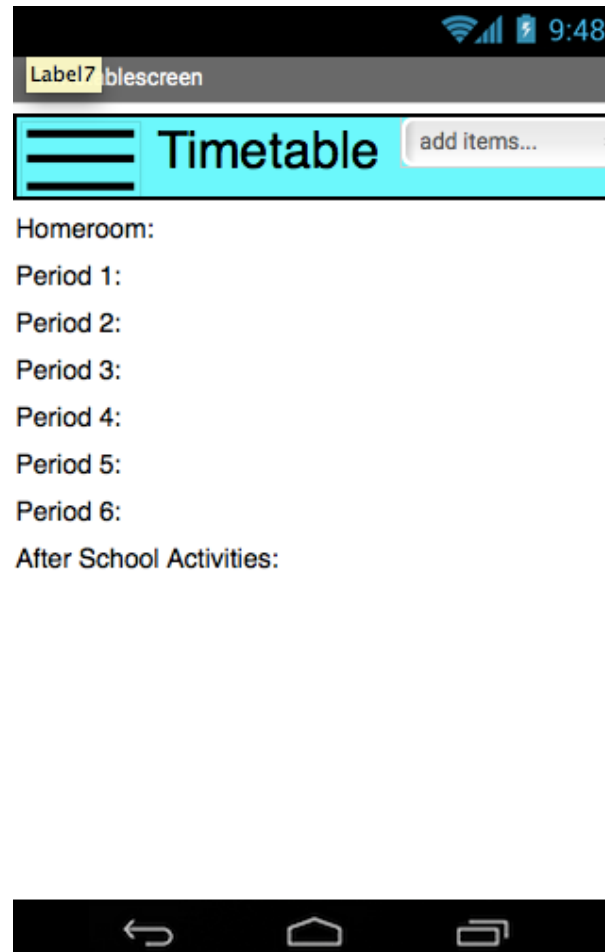 9:48
Label7 blescreen
Timetable add items...
Homeroom:
Period 1:
Period 2:
Period 3:
Period 4:
Period 5:
Period 6:
After School Activities: